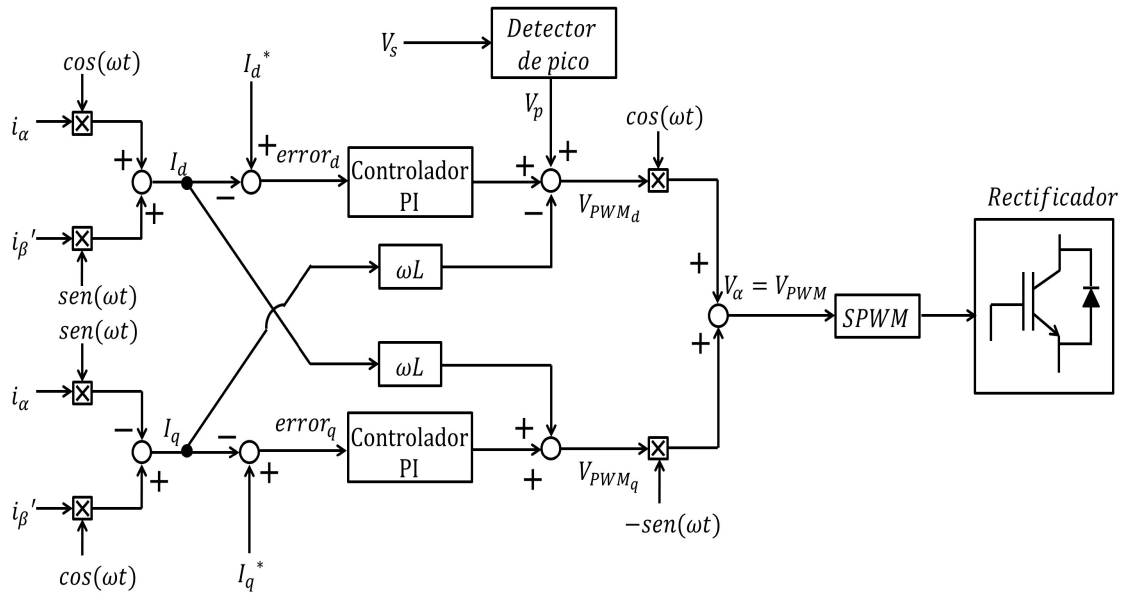 cos(ωt)
i_α
i_β′
sen(ωt)
+
+
I_d
I_d*
+
−
error_d
Controlador
PI
V_s
Detector
de pico
V_p
+
+
−
V_PWM_d
cos(ωt)
ωL
ωL
sen(ωt)
i_α
i_β′
cos(ωt)
−
+
I_q
−
+
I_q*
error_q
Controlador
PI
+
+
V_PWM_q
−sen(ωt)
+
+
V_α = V_PWM
SPWM
Rectificador